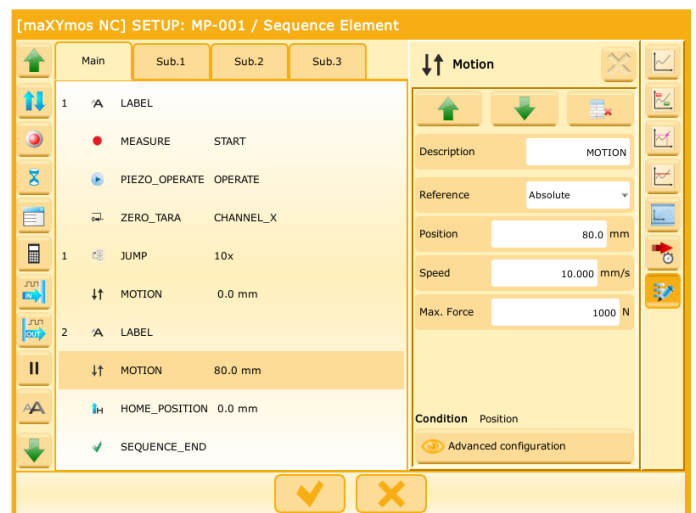 [maXYmos NC] SETUP: MP-001 / Sequence Element
Main Sub.1 Sub.2 Sub.3
1 A LABEL
MEASURE START
PIEZO_OPERATE OPERATE
ZERO_TARA CHANNEL_X
1 JUMP 10x
MOTION 0.0 mm
2 A LABEL
MOTION 80.0 mm
H HOME_POSITION 0.0 mm
SEQUENCE_END
IN
OUT
AA
Motion
Description MOTION
Reference Absolute
Position 80.0 mm
Speed 10.000 mm/s
Max. Force 1000 N
Condition Position
Advanced configuration